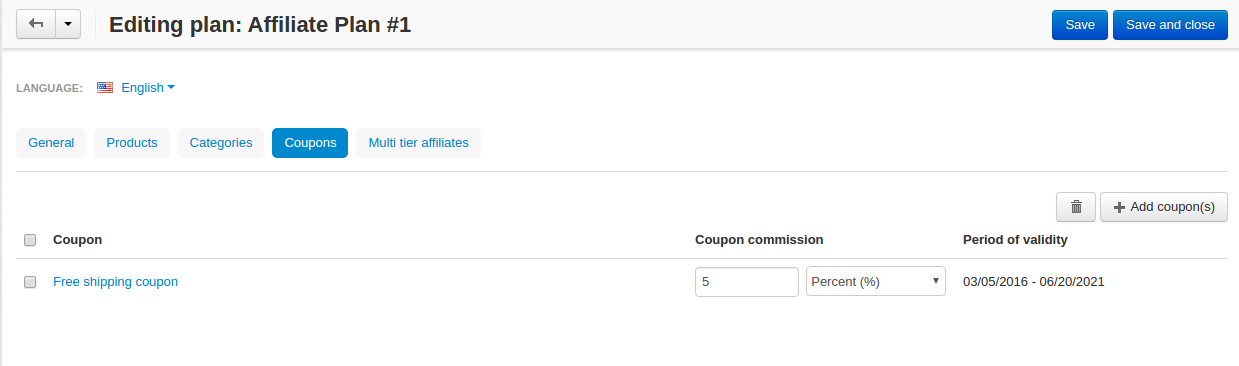 Editing plan: Affiliate Plan #1 Save Save and close
LANGUAGE: English
General Products Categories Coupons Multi tier affiliates
Add coupon(s)
Coupon Coupon commission Period of validity
Free shipping coupon 5 Percent (%) 03/05/2016 - 06/20/2021